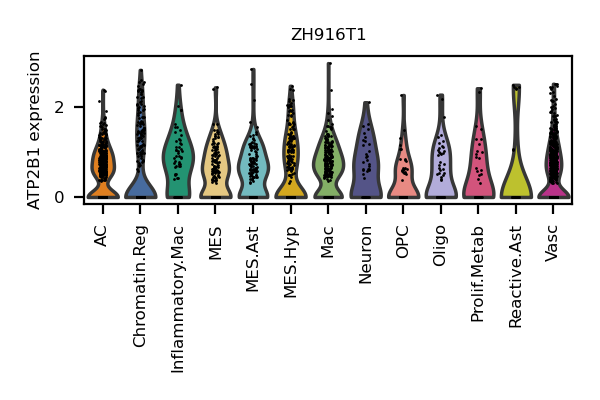 ZH916T1
ATP2B1 expression
2
0
AC
Chromatin.Reg
Inflammatory.Mac
MES
MES.Ast
MES.Hyp
Mac
Neuron
OPC
Oligo
Prolif.Metab
Reactive.Ast
Vasc